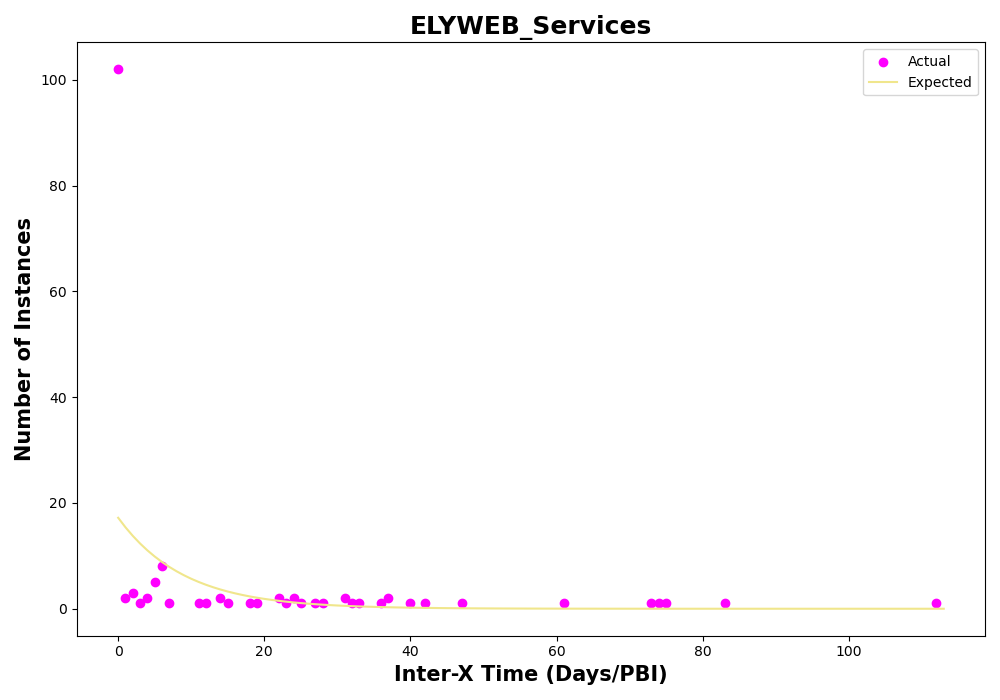 ELYWEB_Services
Actual
Expected
Number of Instances
100
80
60
40
20
0
0 20 40 60 80 100
Inter-X Time (Days/PBI)